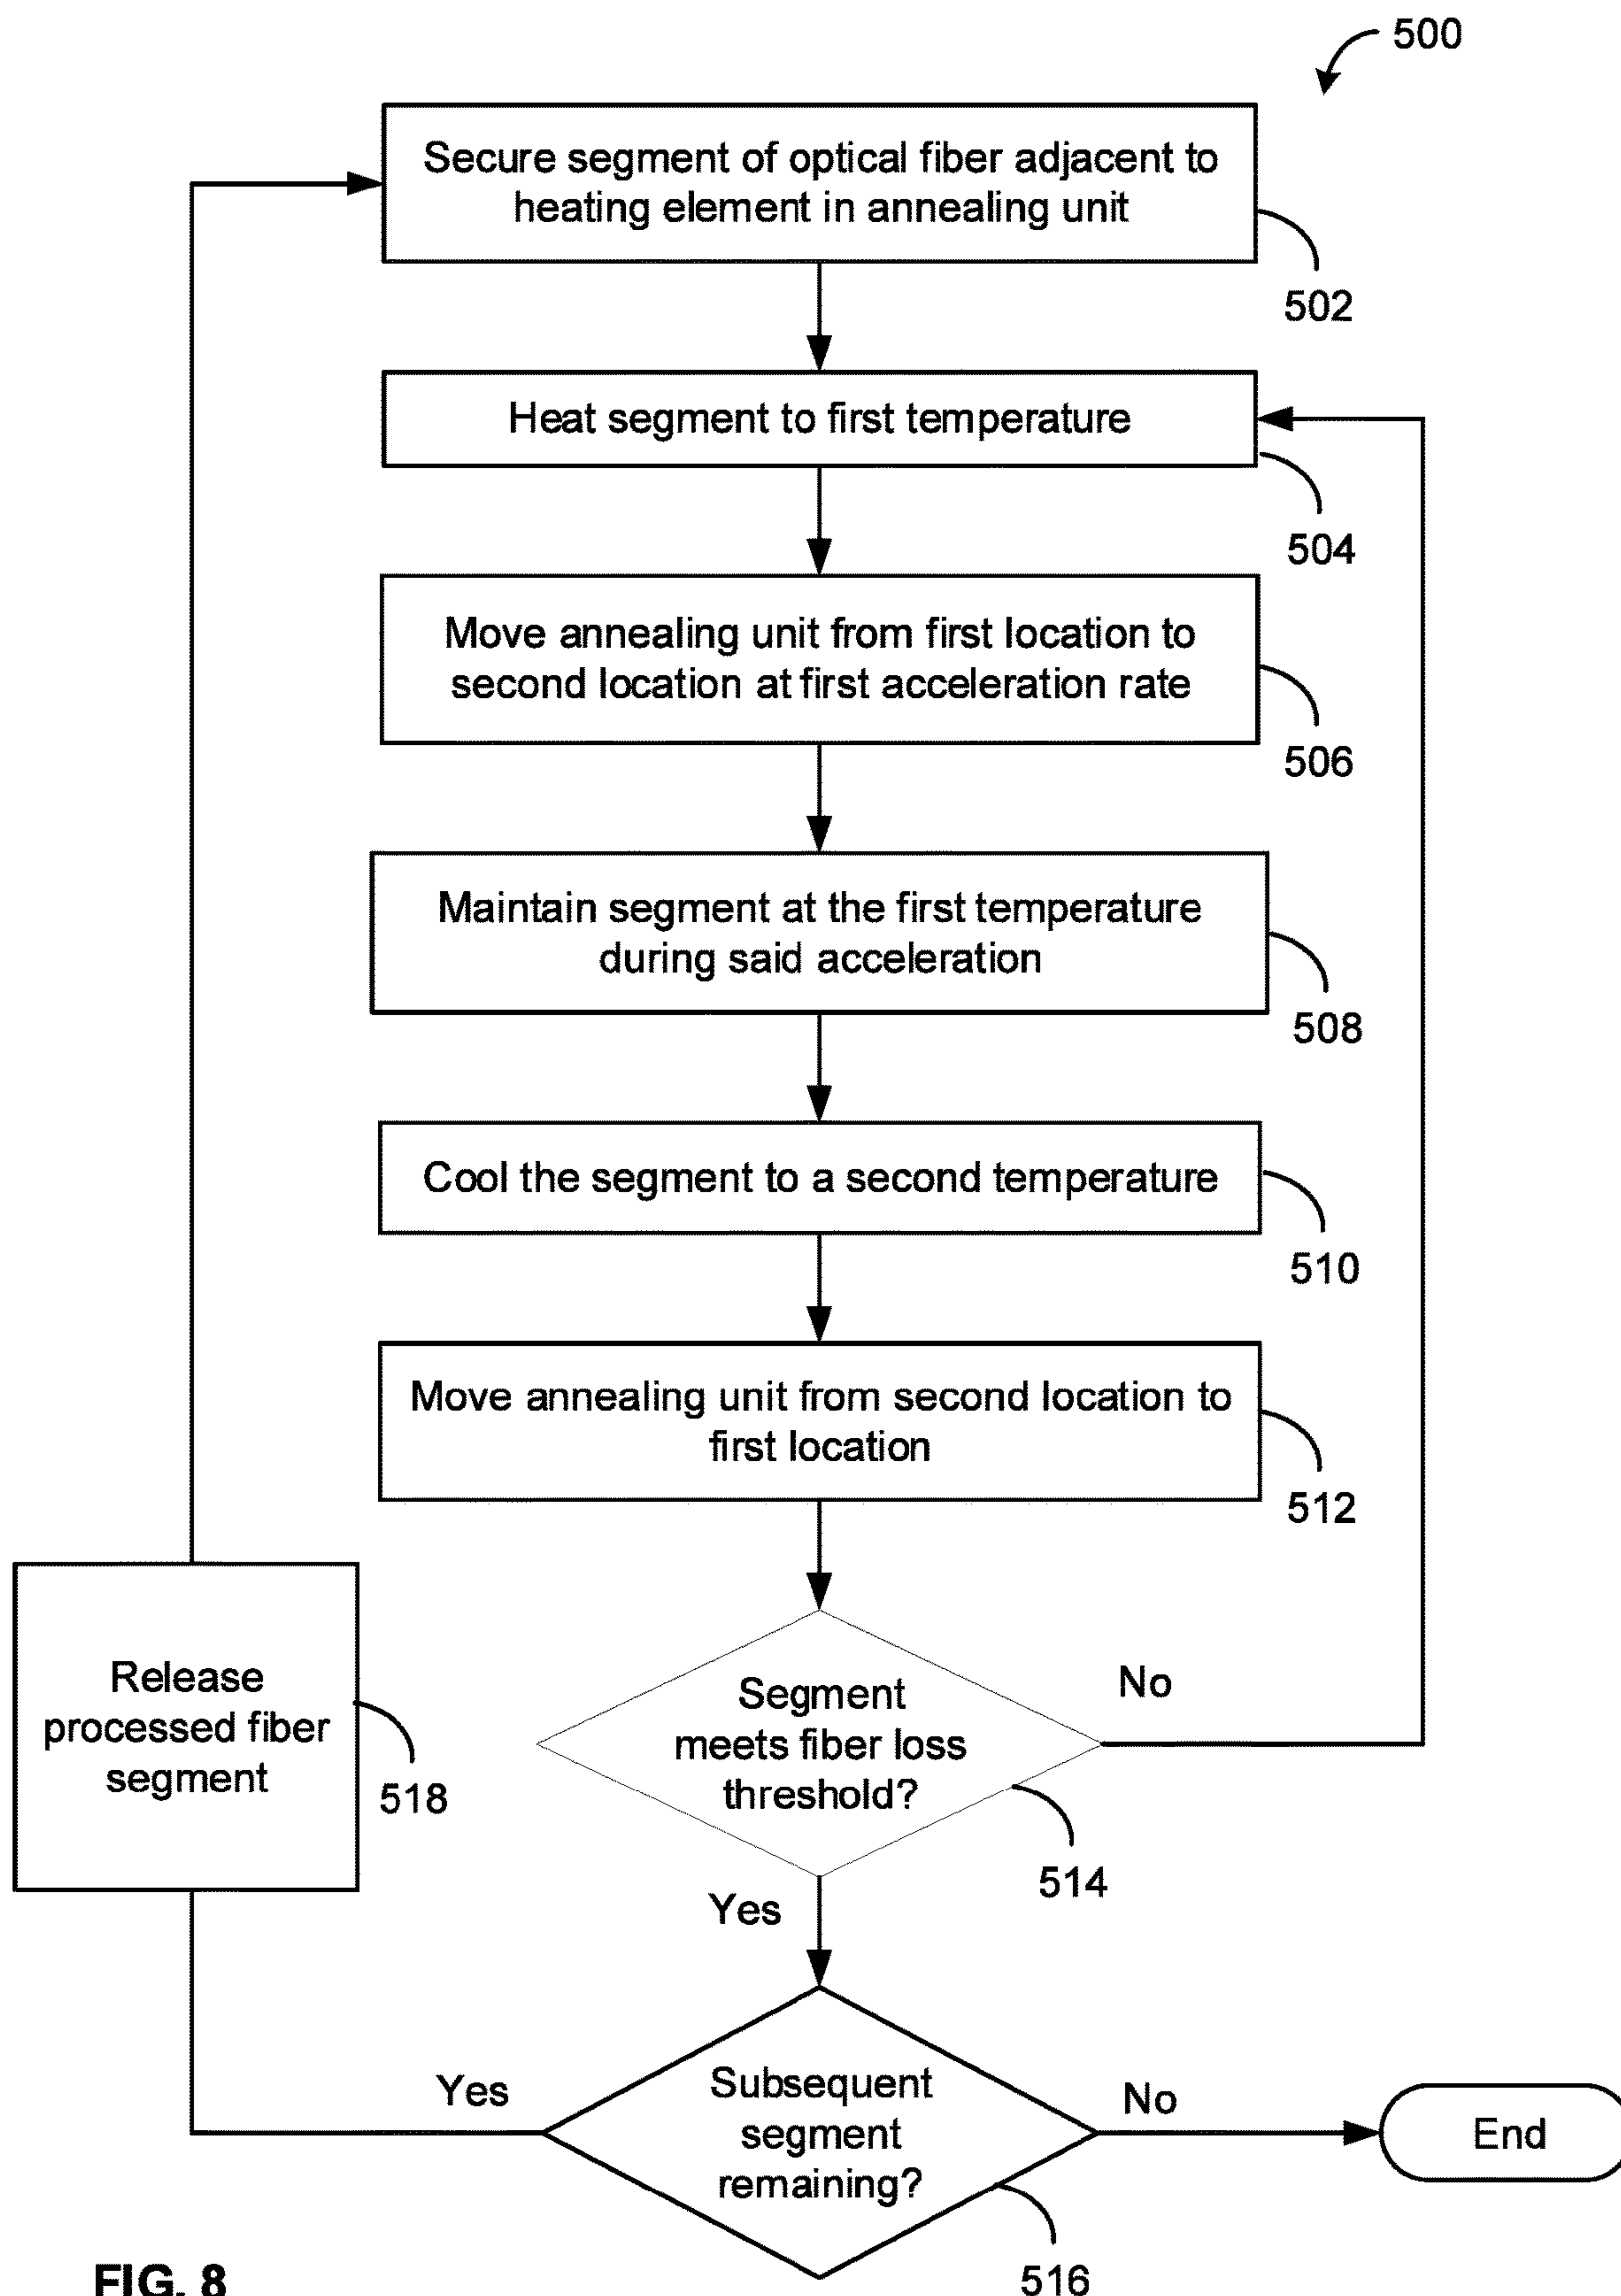 500
Secure segment of optical fiber adjacent to
heating element in annealing unit
502
Heat segment to first temperature
504
Move annealing unit from first location to
second location at first acceleration rate
506
Maintain segment at the first temperature
during said acceleration
508
Cool the segment to a second temperature
510
Move annealing unit from second location to
first location
512
Release
processed fiber
segment
518
Segment
meets fiber loss
threshold?
No
514
Yes
Subsequent
segment
remaining?
Yes
No
End
516
FIG. 8